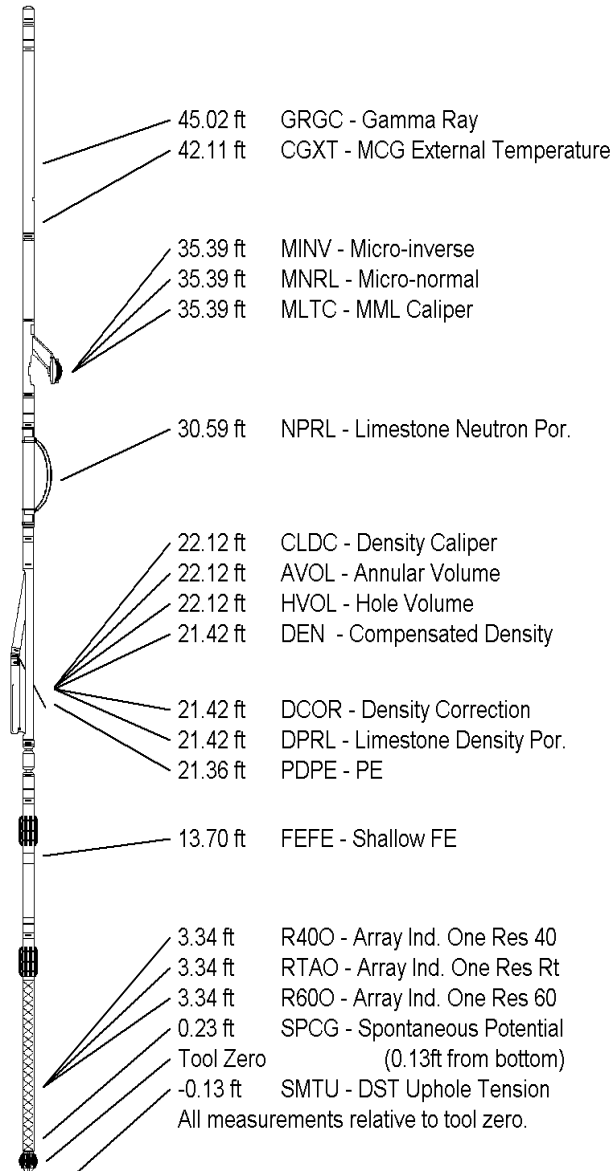 45.02 ft GRGC - Gamma Ray
42.11 ft CGXT - MCG External Temperature
35.39 ft MINV - Micro-inverse
35.39 ft MNRL - Micro-normal
35.39 ft MLTC - MML Caliper
30.59 ft NPRL - Limestone Neutron Por.
22.12 ft CLDC - Density Caliper
22.12 ft AVOL - Annular Volume
22.12 ft HVOL - Hole Volume
21.42 ft DEN - Compensated Density
21.42 ft DCOR - Density Correction
21.42 ft DPRL - Limestone Density Por.
21.36 ft PDPE - PE
13.70 ft FEFE - Shallow FE
3.34 ft R40O - Array Ind. One Res 40
3.34 ft RTAO - Array Ind. One Res Rt
3.34 ft R60O - Array Ind. One Res 60
0.23 ft SPCG - Spontaneous Potential
Tool Zero (0.13ft from bottom)
-0.13 ft SMTU - DST Uphole Tension
All measurements relative to tool zero.